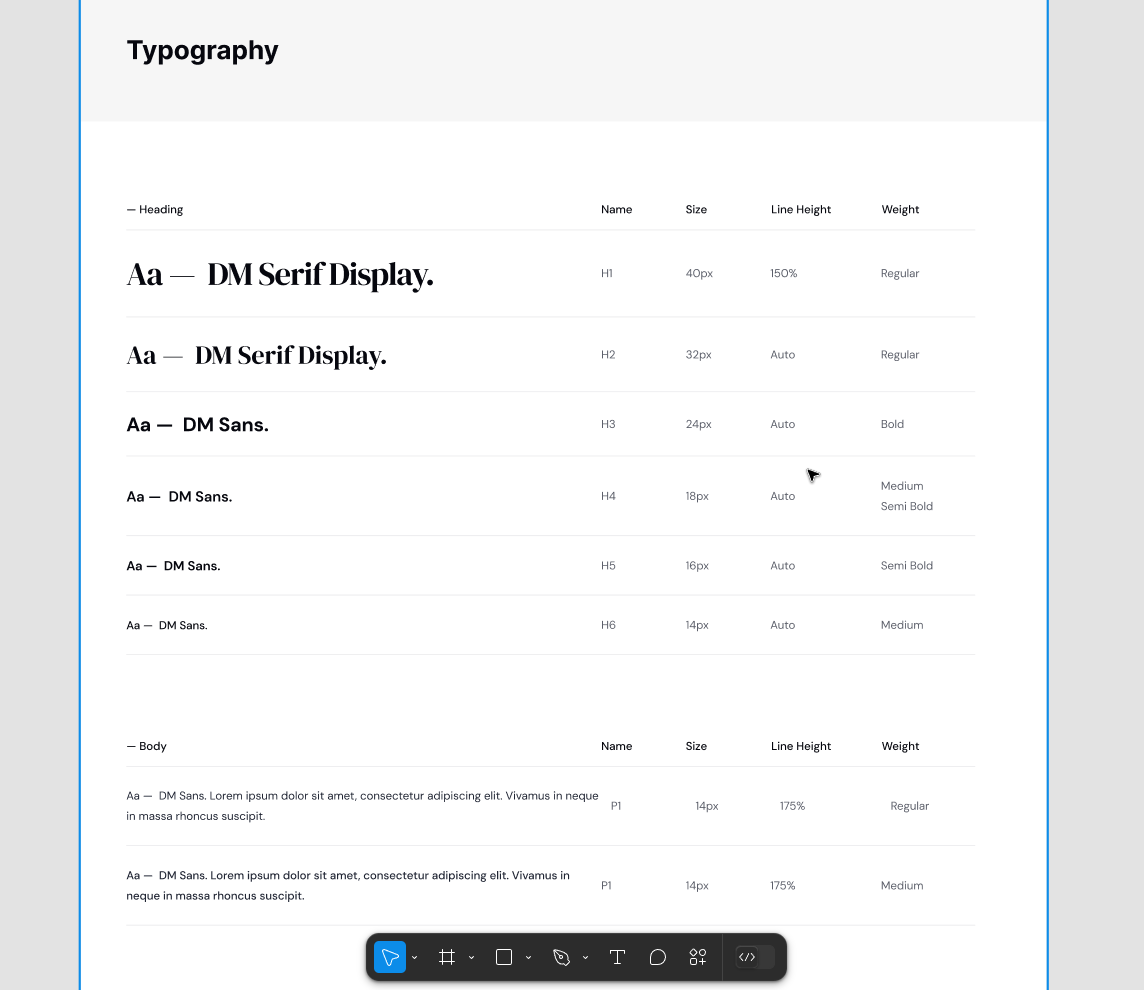 Typography
— Heading Name Size Line Height Weight
Aa — DM Serif Display. H1 40px 150% Regular
Aa — DM Serif Display. H2 32px Auto Regular
Aa — DM Sans. H3 24px Auto Bold
Aa — DM Sans. H4 18px Auto Medium
Semi Bold
Aa — DM Sans. H5 16px Auto Semi Bold
Aa — DM Sans. H6 14px Auto Medium
— Body Name Size Line Height Weight
Aa — DM Sans. Lorem ipsum dolor sit amet, consectetur adipiscing elit. Vivamus in neque
in massa rhoncus suscipit.
P1 14px 175% Regular
Aa — DM Sans. Lorem ipsum dolor sit amet, consectetur adipiscing elit. Vivamus in
neque in massa rhoncus suscipit.
P1 14px 175% Medium